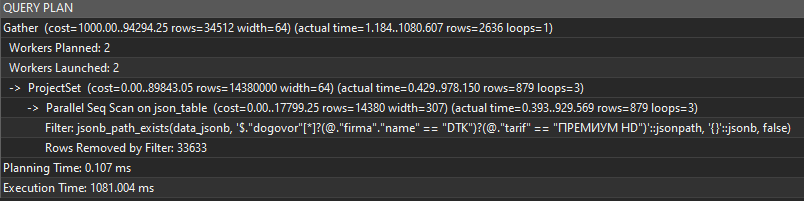 QUERY PLAN
Gather  (cost=1000.00..94294.25 rows=34512 width=64) (actual time=1.184..1080.607 rows=2636 loops=1)
Workers Planned: 2
Workers Launched: 2
->  ProjectSet  (cost=0.00..89843.05 rows=14380000 width=64) (actual time=0.429..978.150 rows=879 loops=3)
->  Parallel Seq Scan on json_table  (cost=0.00..17799.25 rows=14380 width=307) (actual time=0.393..929.569 rows=879 loops=3)
Filter: jsonb_path_exists(data_jsonb, '$."dogovor"[*]?(@."firma"."name" == "DTK")?(@."tarif" == "ПРЕМИУМ HD")'::jsonpath, '{}'::jsonb, false)
Rows Removed by Filter: 33633
Planning Time: 0.107 ms
Execution Time: 1081.004 ms